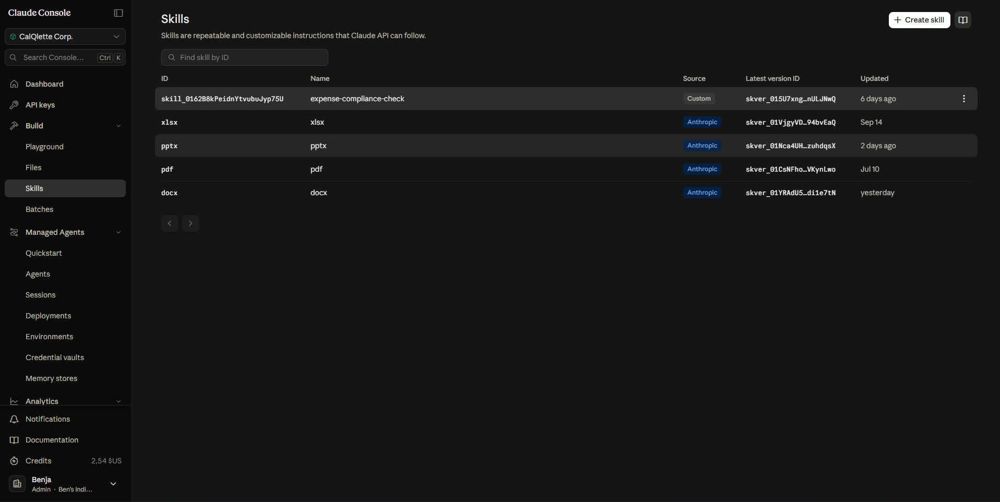 Claude Console
CalQlette Corp.
Search Console... Ctrl K
Dashboard
API keys
Build
Playground
Files
Skills
Batches
Managed Agents
Quickstart
Agents
Sessions
Deployments
Environments
Credential vaults
Memory stores
Analytics
Notifications
Documentation
Credits 2,54 $US
Benja
Admin · Ben's Indi...
Skills
Skills are repeatable and customizable instructions that Claude API can follow.
Create skill
Find skill by ID
ID Name Source Latest version ID Updated
skill_0162B8kPeidnYtvubuJyp75U expense-compliance-check Custom skver_015U7xng…nULJNwQ 6 days ago
xlsx xlsx Anthropic skver_01VjgyVD…94bvEaQ Sep 14
pptx pptx Anthropic skver_01Nca4UH…zuhdqsX 2 days ago
pdf pdf Anthropic skver_01CsNFho…VKynLwo Jul 10
docx docx Anthropic skver_01YRAdU5…di1e7tN yesterday